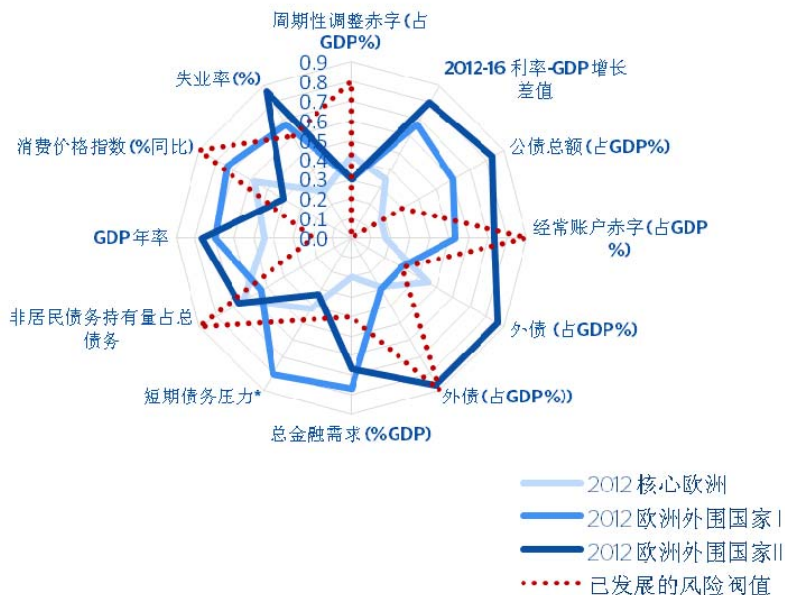 周期性调整赤字(占
GDP%)
2012-16 利率-GDP 增长
差值
公债总额(占GDP%)
经常账户赤字(占GDP
%)
外债 (占GDP%)
外债(占GDP%))
总金融需求(%GDP)
短期债务压力*
非居民债务持有量占总
债务
GDP 年率
消费价格指数(%同比)
失业率(%)
0.9
0.8
0.7
0.6
0.5
0.4
0.3
0.2
0.1
0.0
2012 核心欧洲
2012 欧洲外围国家 I
2012 欧洲外围国家II
已发展的风险阀值